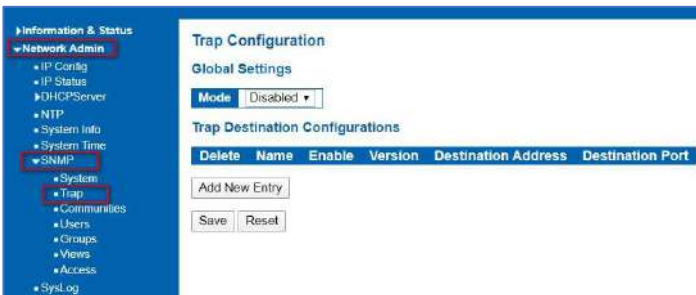 Information & Status
Network Admin
IP Config
IP Status
DHCPServer
NTP
System Info
System Time
SNMP
System
Trap
Communities
Users
Groups
Views
Access
SysLog
Trap Configuration
Global Settings
Mode Disabled
Trap Destination Configurations
Delete Name Enable Version Destination Address Destination Port
Add New Entry
Save Reset